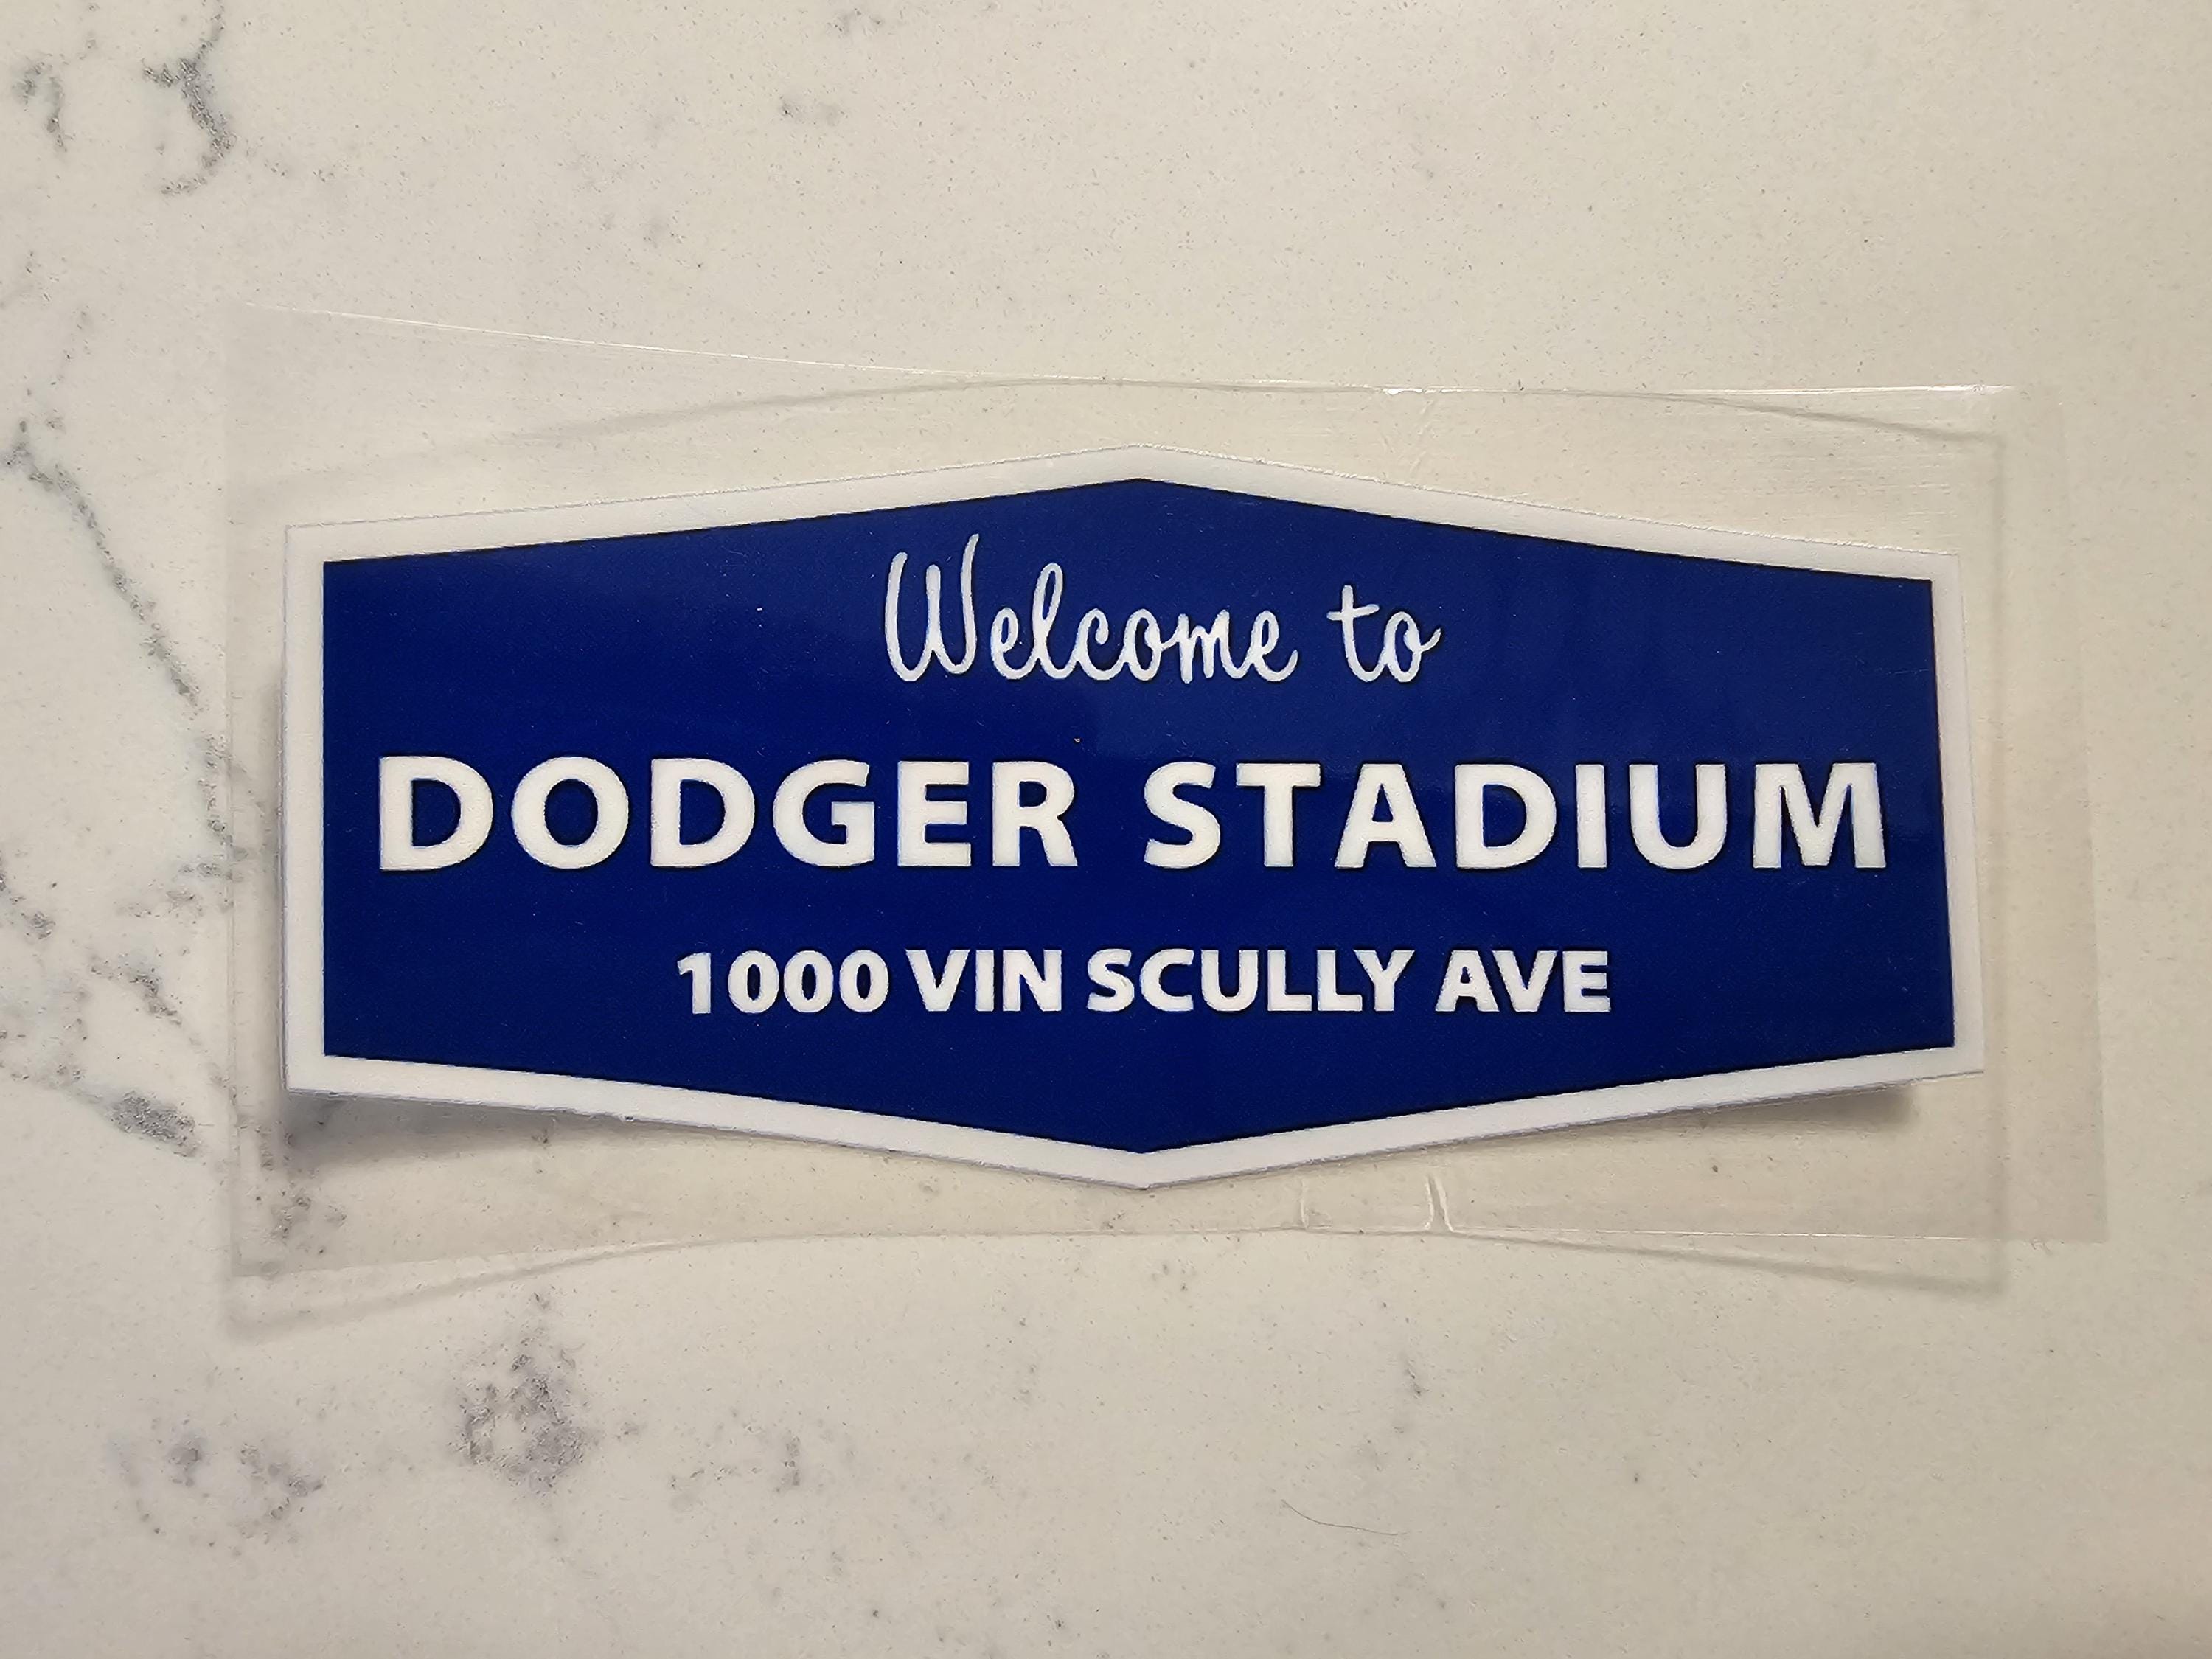 Welcome to
DODGER STADIUM
1000 VIN SCULLY AVE